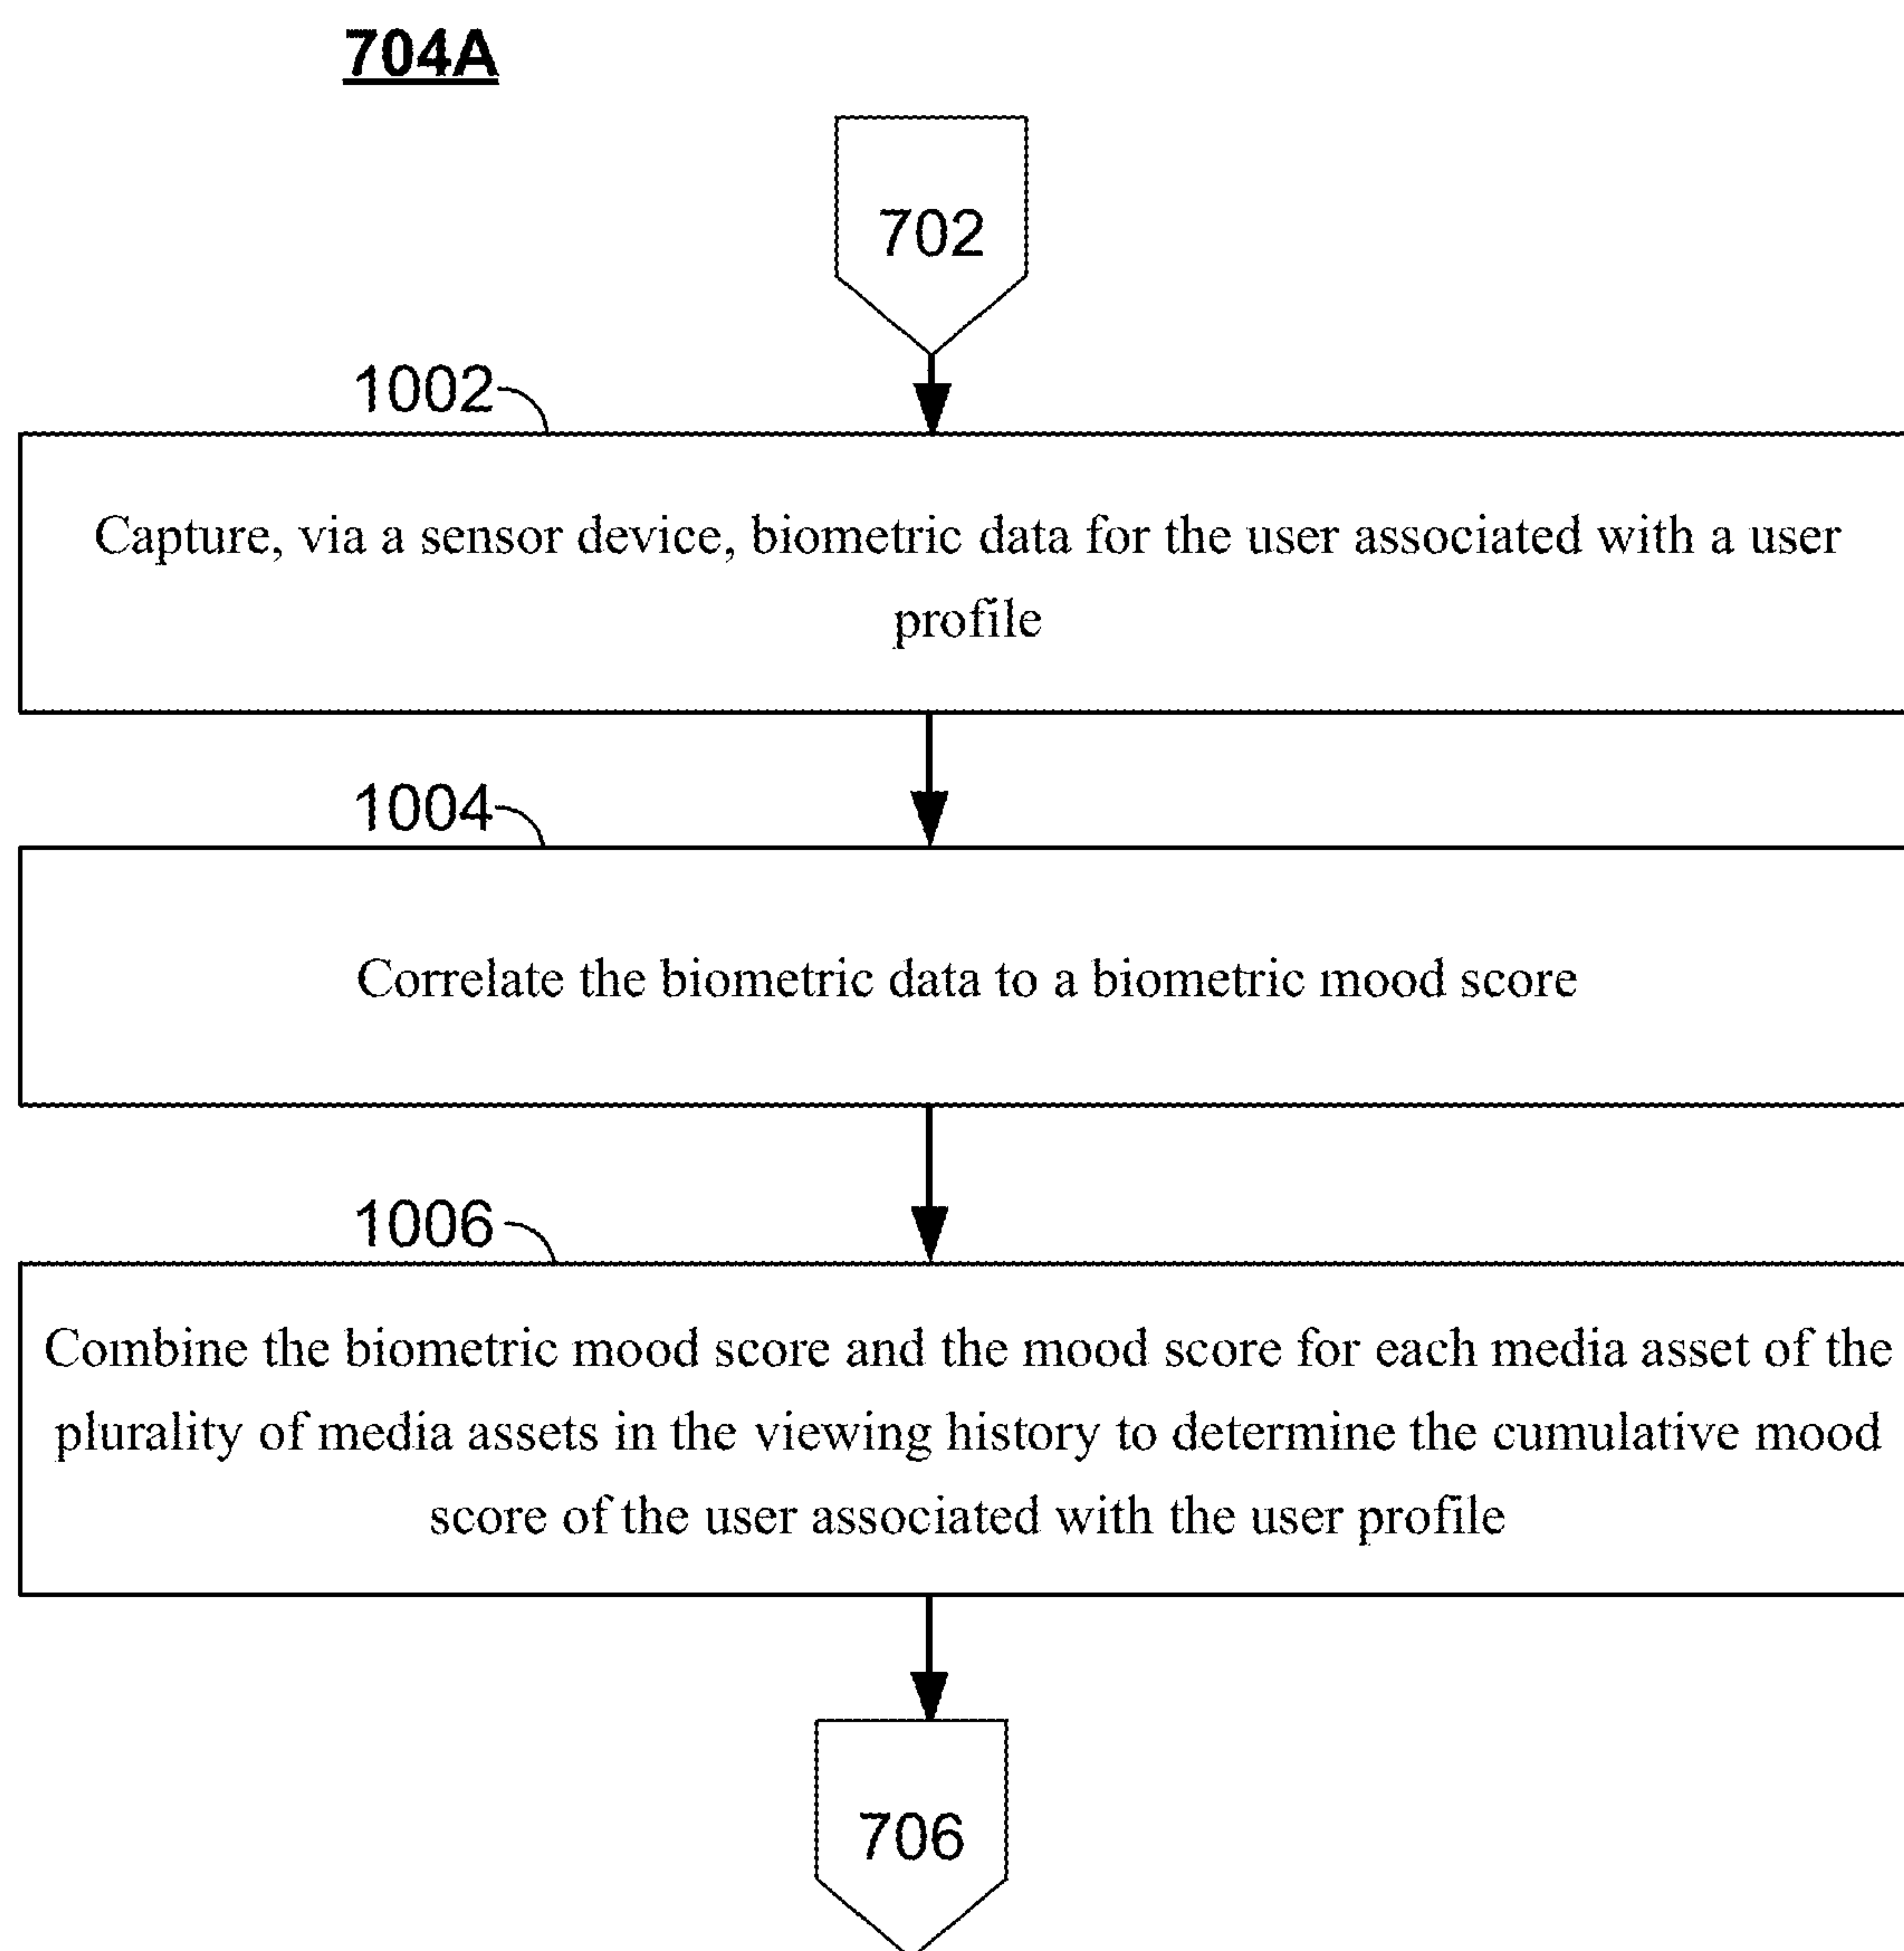 704A
702
1002
Capture, via a sensor device, biometric data for the user associated with a user
profile
1004
Correlate the biometric data to a biometric mood score
1006
Combine the biometric mood score and the mood score for each media asset of the
plurality of media assets in the viewing history to determine the cumulative mood
score of the user associated with the user profile
706